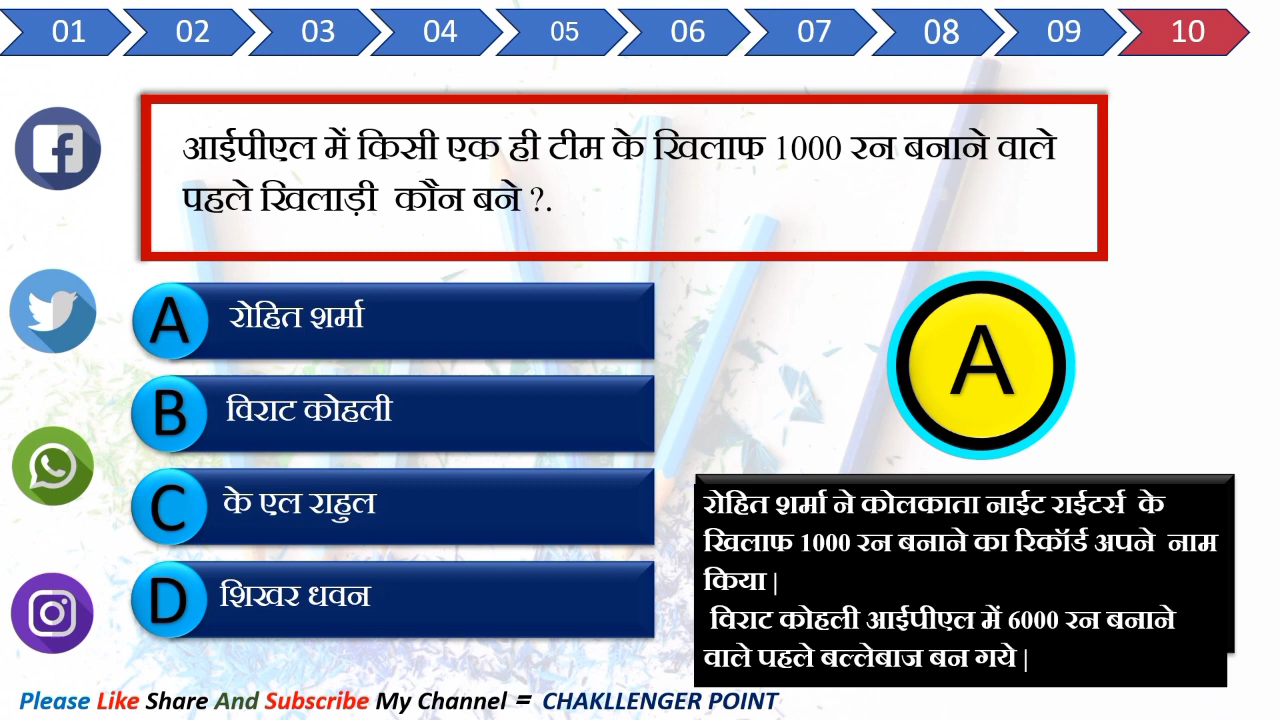 01 02 03 04 05 06 07 08 09 10
आईपीएल में किसी एक ही टीम के खिलाफ 1000 रन बनाने वाले
पहले खिलाड़ी कौन बने ?.
A रोहित शर्मा
B विराट कोहली
C के एल राहुल
D शिखर धवन
A
रोहित शर्मा ने कोलकाता नाईट राईटर्स के
खिलाफ 1000 रन बनाने का रिकॉर्ड अपने नाम
किया |
विराट कोहली आईपीएल में 6000 रन बनाने
वाले पहले बल्लेबाज बन गये |
Please Like Share And Subscribe My Channel = CHAKLLENGER POINT